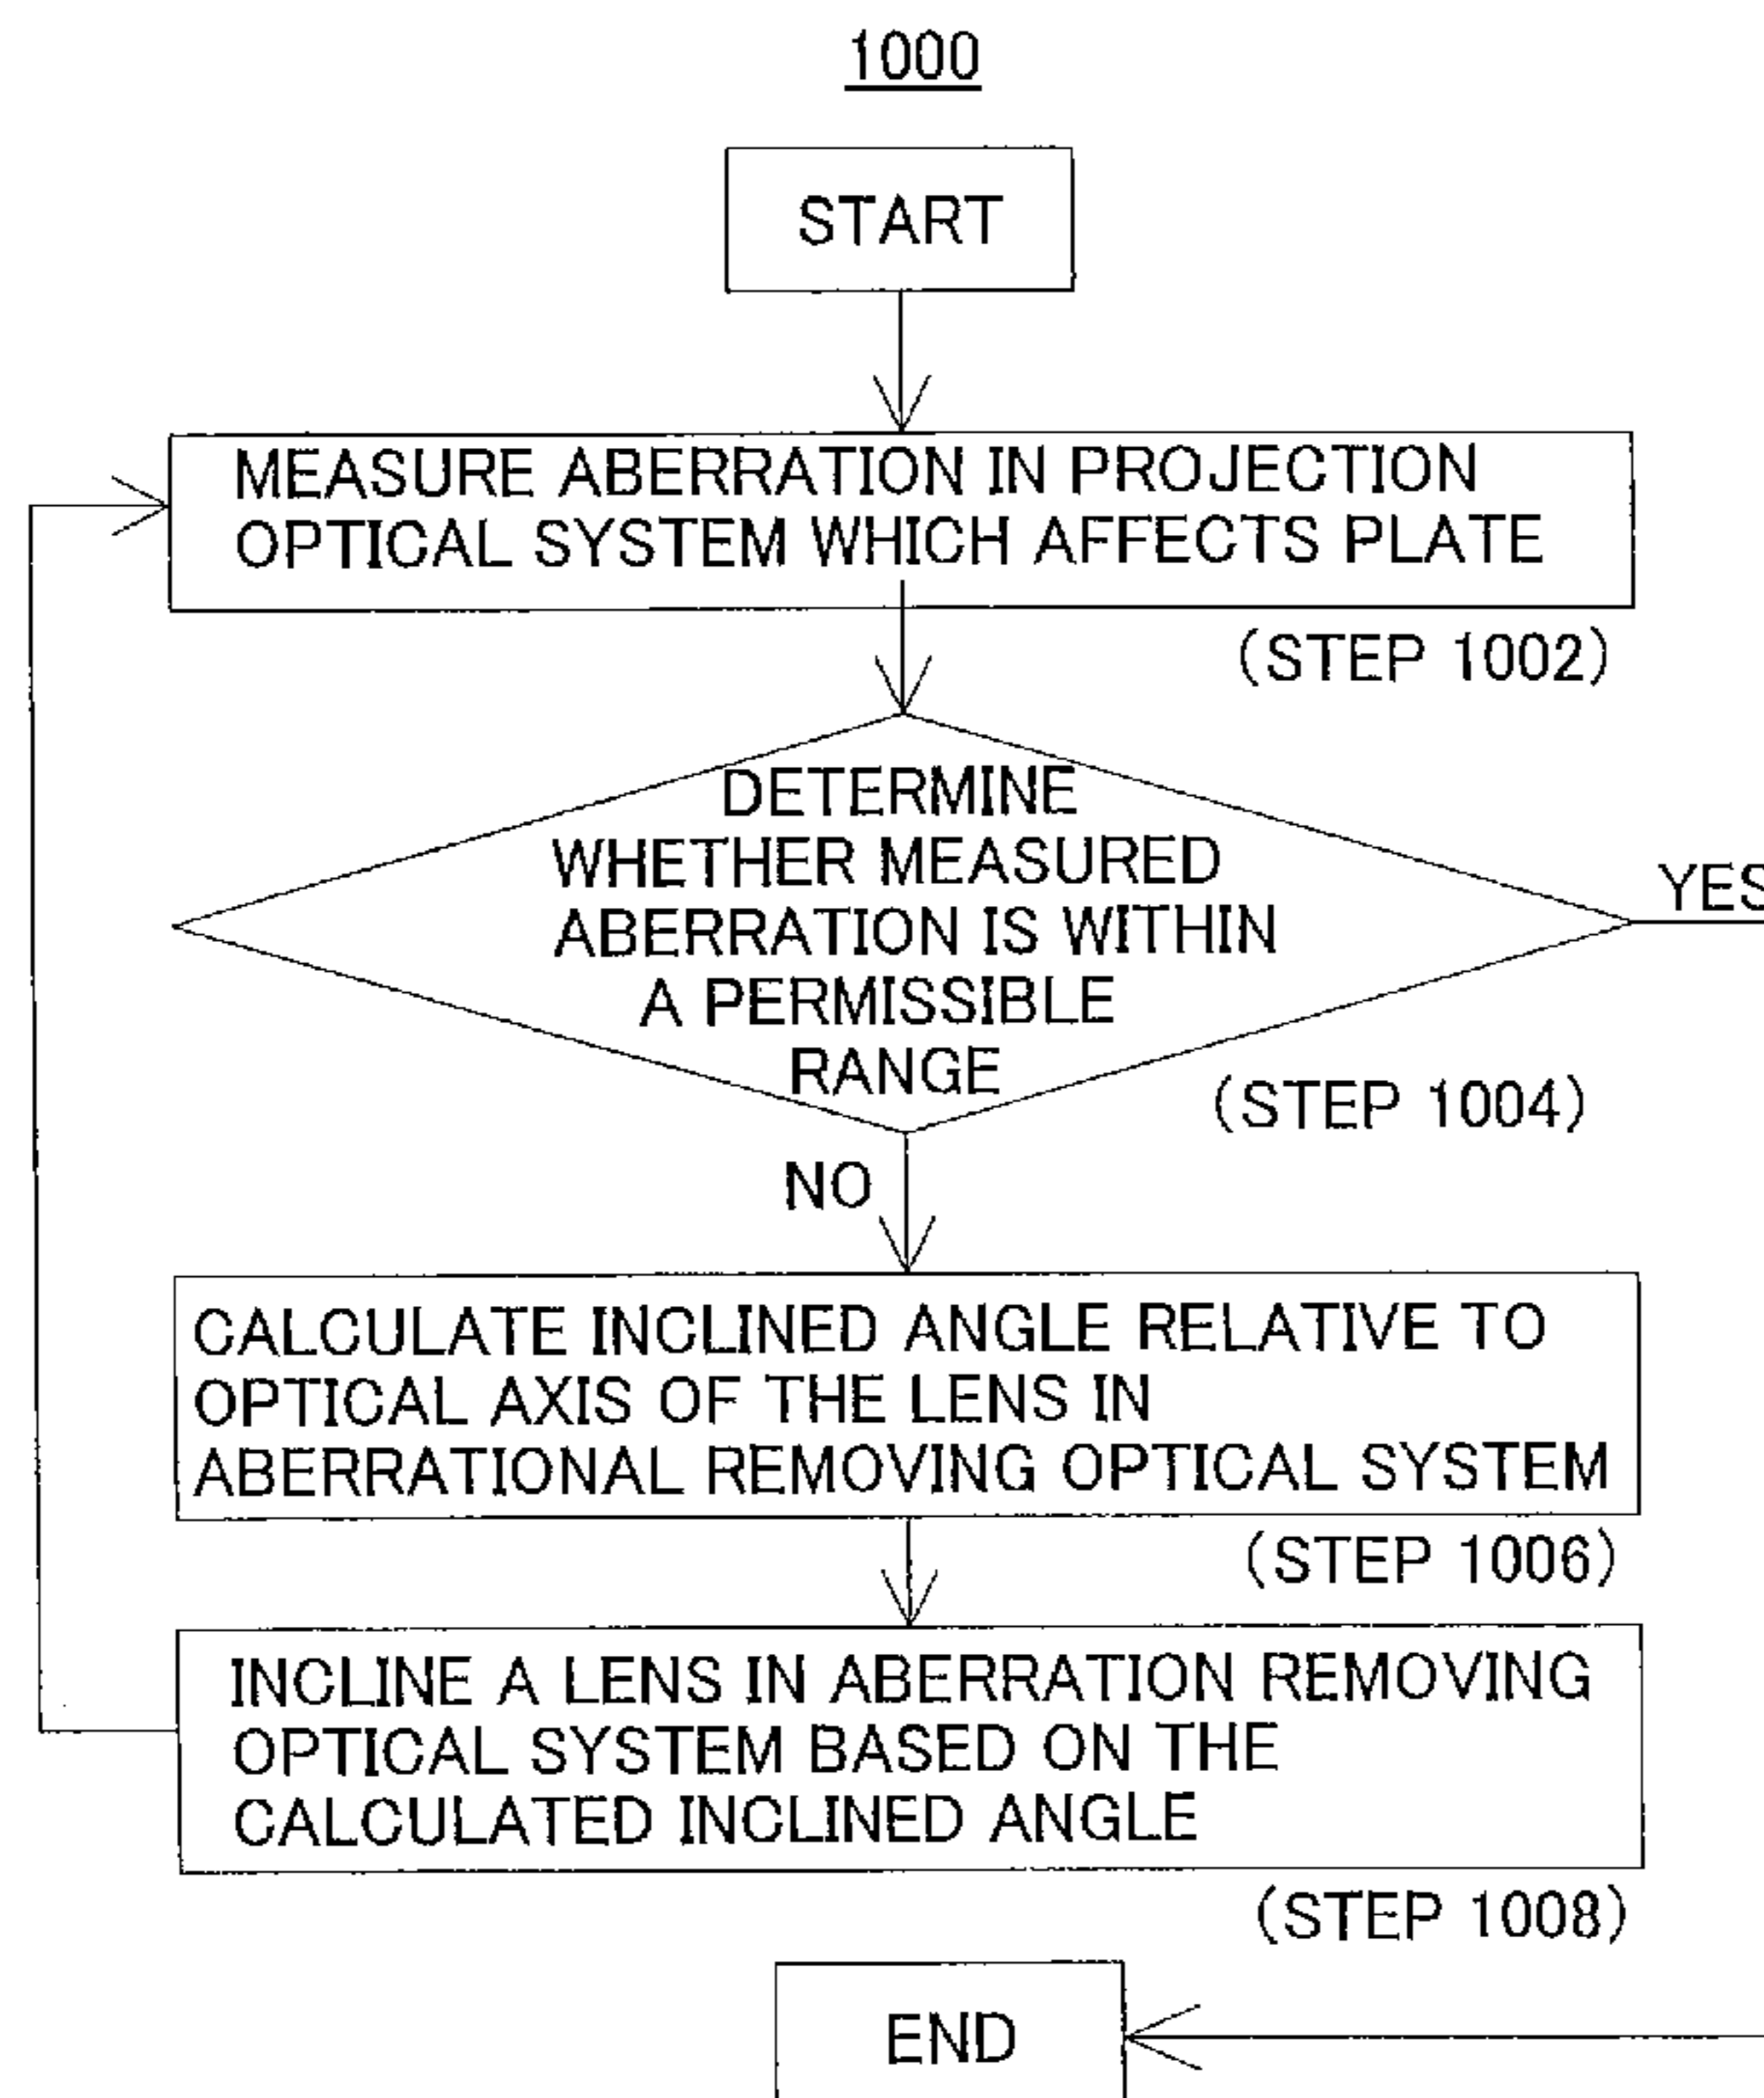 1000
START
MEASURE ABERRATION IN PROJECTION
OPTICAL SYSTEM WHICH AFFECTS PLATE
(STEP 1002)
DETERMINE
WHETHER MEASURED
ABERRATION IS WITHIN
A PERMISSIBLE
RANGE
YES
(STEP 1004)
NO
CALCULATE INCLINED ANGLE RELATIVE TO
OPTICAL AXIS OF THE LENS IN
ABERRATIONAL REMOVING OPTICAL SYSTEM
(STEP 1006)
INCLINE A LENS IN ABERRATION REMOVING
OPTICAL SYSTEM BASED ON THE
CALCULATED INCLINED ANGLE
(STEP 1008)
END